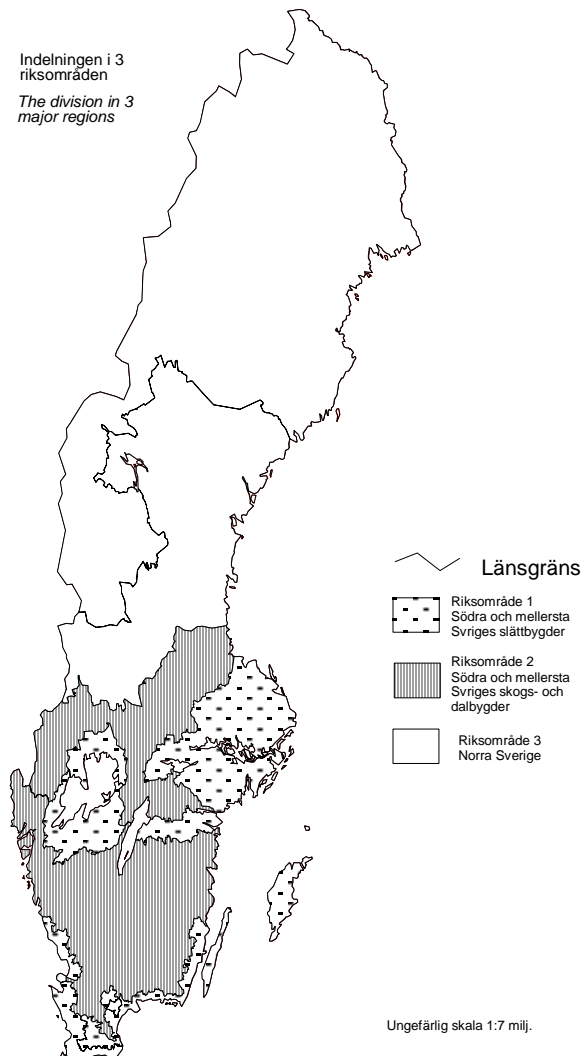 Indelningen i 3
riksområden
The division in 3
major regions
Länsgräns
Riksområde 1
Södra och mellersta
Svriges slättbygder
Riksområde 2
Södra och mellersta
Svriges skogs- och
dalbygder
Riksområde 3
Norra Sverige
Ungefärlig skala 1:7 milj.